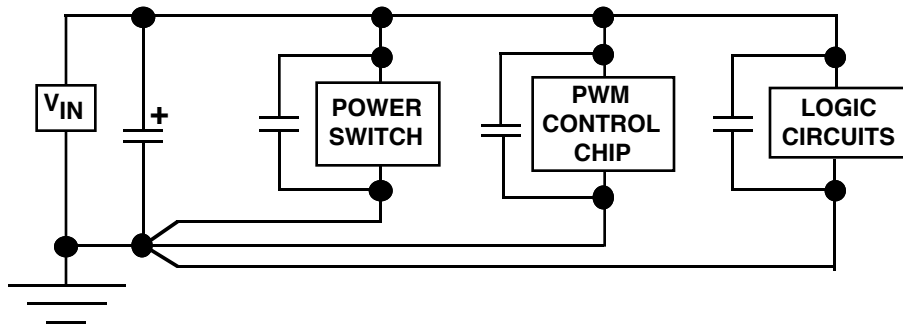 VIN
+
POWER
SWITCH
PWM
CONTROL
CHIP
LOGIC
CIRCUITS